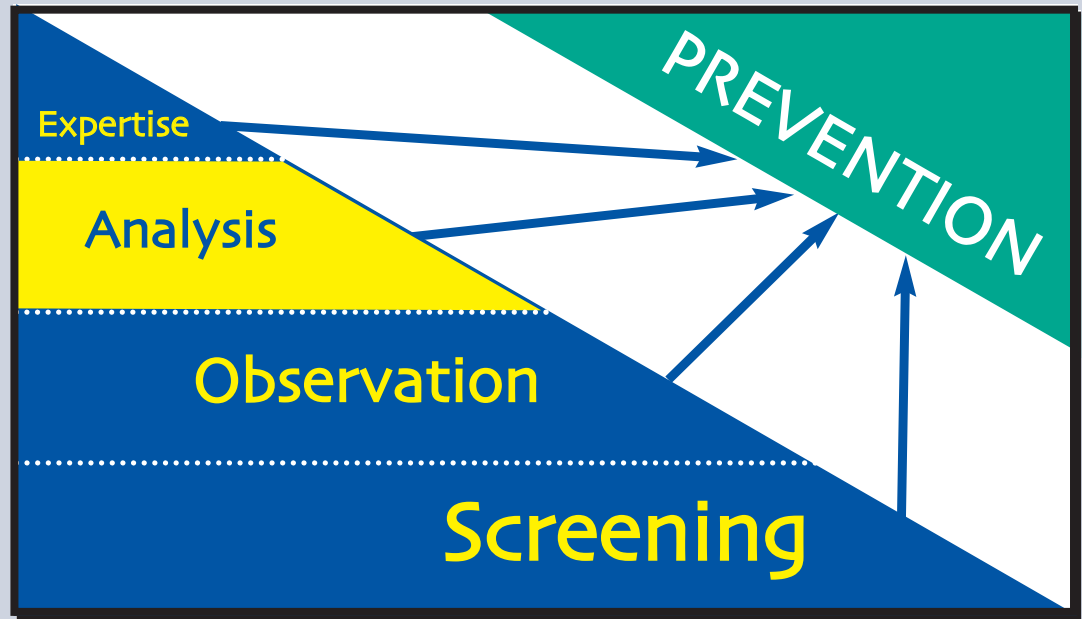 PREVENTION
Expertise
Analysis
Observation
Screening